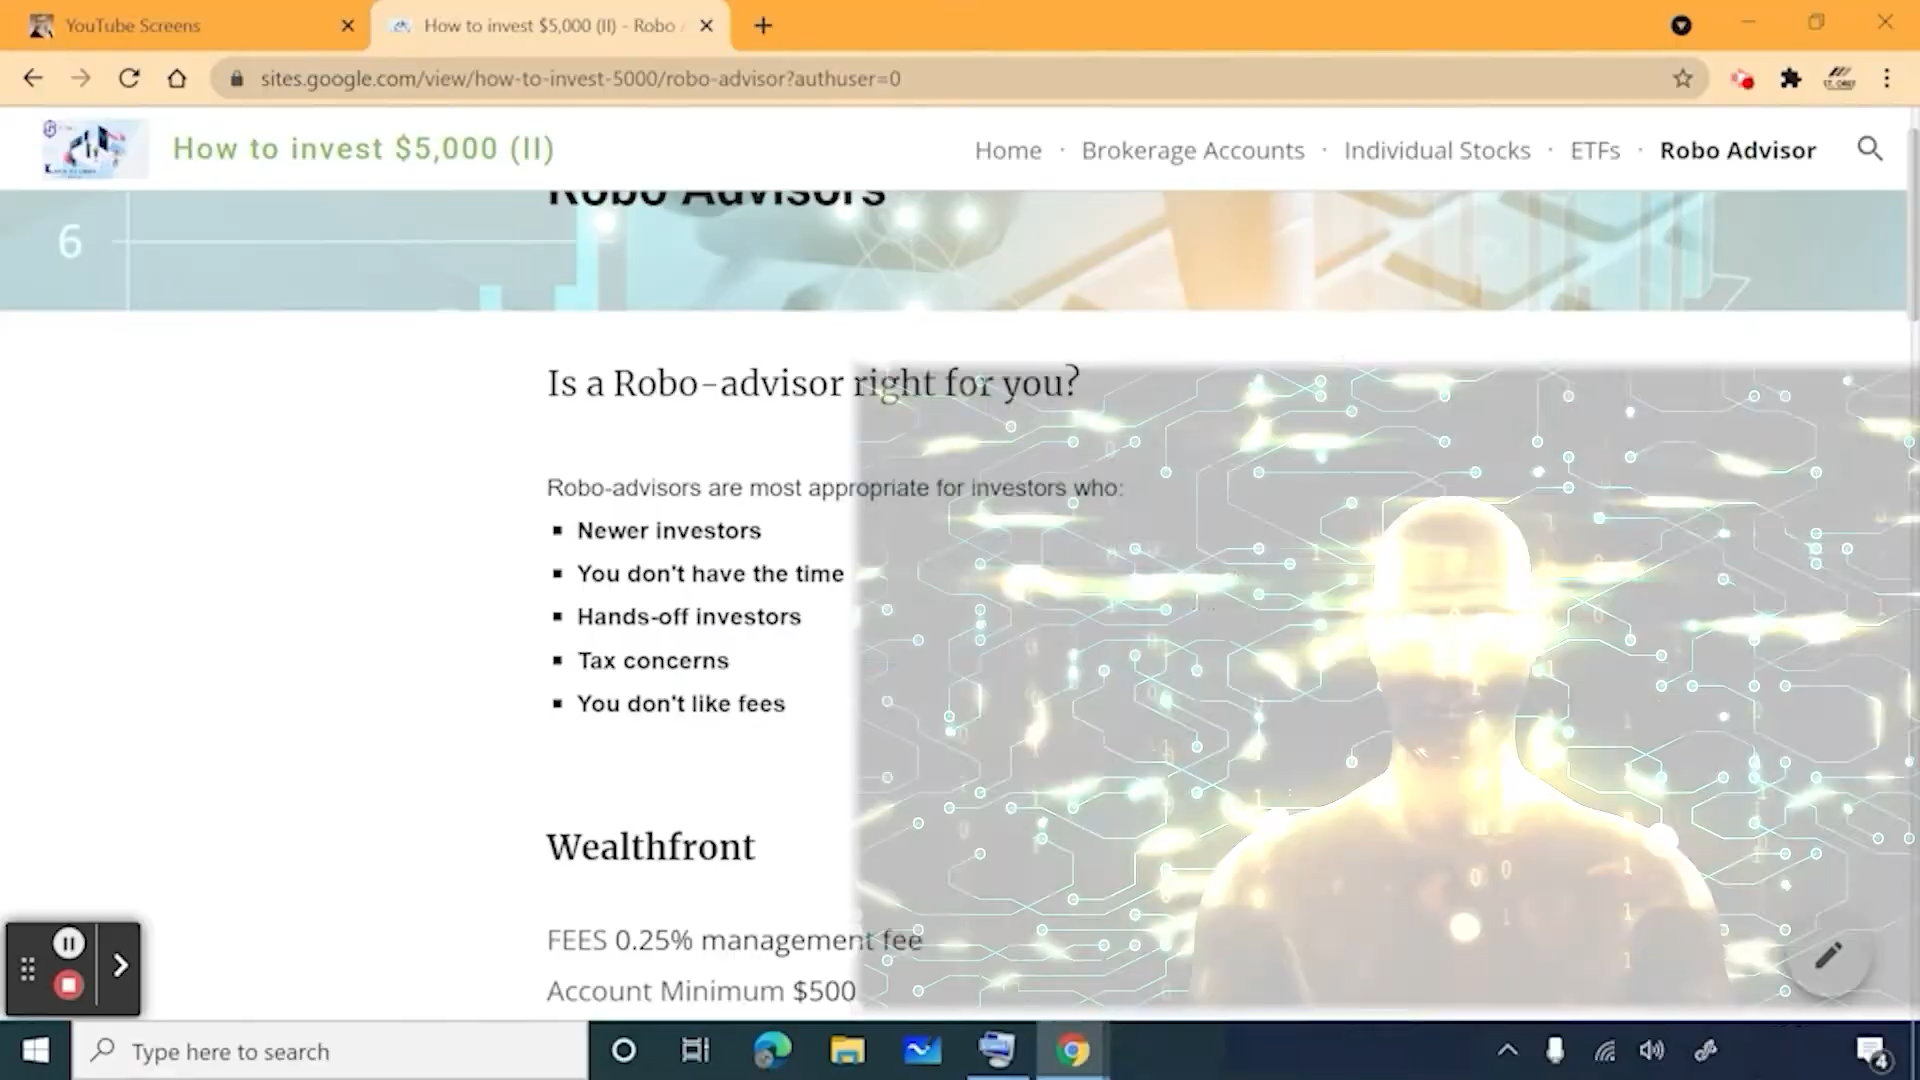 YouTube Screens
How to invest $5,000 (II) - Robo
sites.google.com/view/how-to-invest-5000/robo-advisor?authuser=0
How to invest $5,000 (II)
Home · Brokerage Accounts · Individual Stocks · ETFs · Robo Advisor
Robo Advisors
6
Is a Robo-advisor right for you?
Robo-advisors are most appropriate for investors who:
▪ Newer investors
▪ You don't have the time
▪ Hands-off investors
▪ Tax concerns
▪ You don't like fees
Wealthfront
FEES 0.25% management fee
Account Minimum $500
Type here to search
4